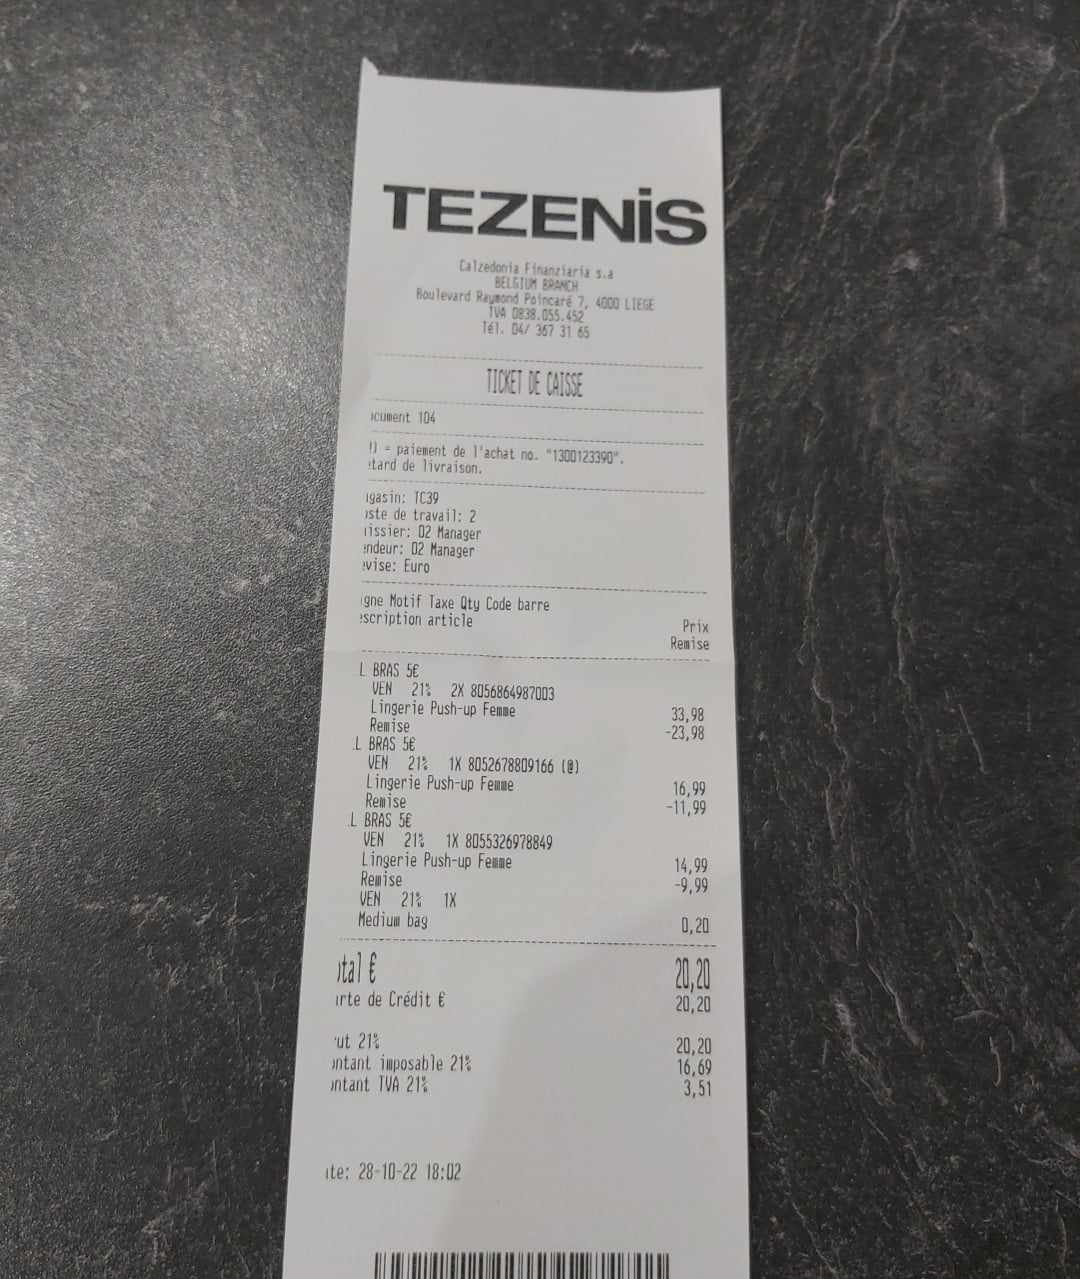 TEZENiS
Calzedonia Finanziaria s.a
BELGIUM BRANCH
Boulevard Raymond Poincaré 7, 4000 LIEGE
TVA 0838.055.452
Tél. 04/ 367 31 65
TICKET DE CAISSE
cument 104
!) = paiement de l'achat no. "1300123390".
tard de livraison.
gasin: TC39
ste de travail: 2
issier: 02 Manager
ndeur: 02 Manager
vise: Euro
gne Motif Taxe Qty Code barre
scription article
Prix
Remise
L BRAS 5€
VEN 21% 2X 8056864987003
Lingerie Push-up Femme 33,98
Remise -23,98
.L BRAS 5€
VEN 21% 1X 8052678809166 (@)
Lingerie Push-up Femme 16,99
Remise -11,99
.L BRAS 5€
VEN 21% 1X 8055326978849
Lingerie Push-up Femme 14,99
Remise -9,99
VEN 21% 1X
Medium bag 0,20
otal € 20,20
arte de Crédit € 20,20
ut 21% 20,20
ontant imposable 21% 16,69
ontant TVA 21% 3,51
te: 28-10-22 18:02